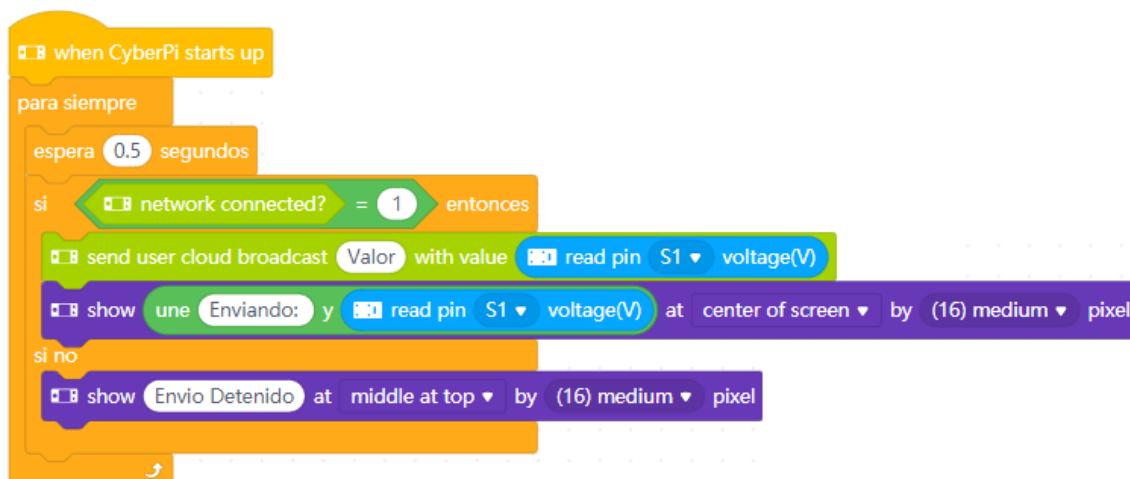 when CyberPi starts up
para siempre
espera 0.5 segundos
si network connected? = 1 entonces
send user cloud broadcast Valor with value read pin S1 voltage(V)
show une Enviando: y read pin S1 voltage(V) at center of screen by (16) medium pixel
si no
show Envio Detenido at middle at top by (16) medium pixel